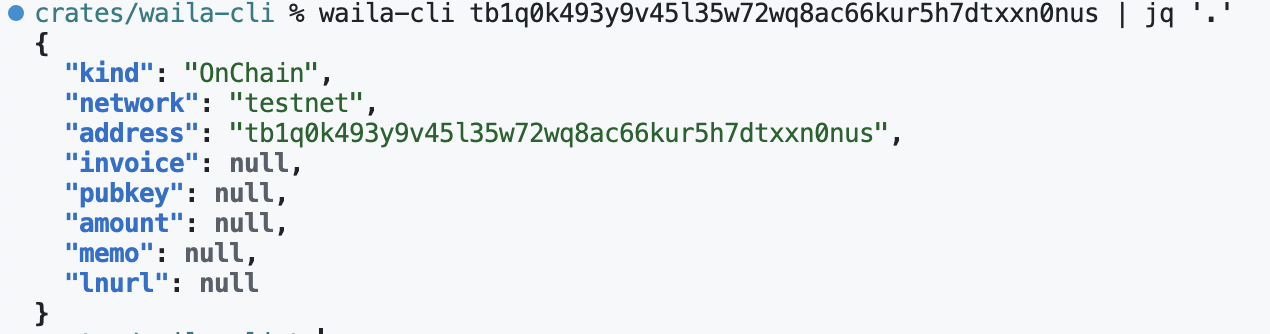 crates/waila-cli % waila-cli tb1q0k493y9v45l35w72wq8ac66kur5h7dtxxn0nus | jq '.'
{
"kind": "OnChain",
"network": "testnet",
"address": "tb1q0k493y9v45l35w72wq8ac66kur5h7dtxxn0nus",
"invoice": null,
"pubkey": null,
"amount": null,
"memo": null,
"lnurl": null
}